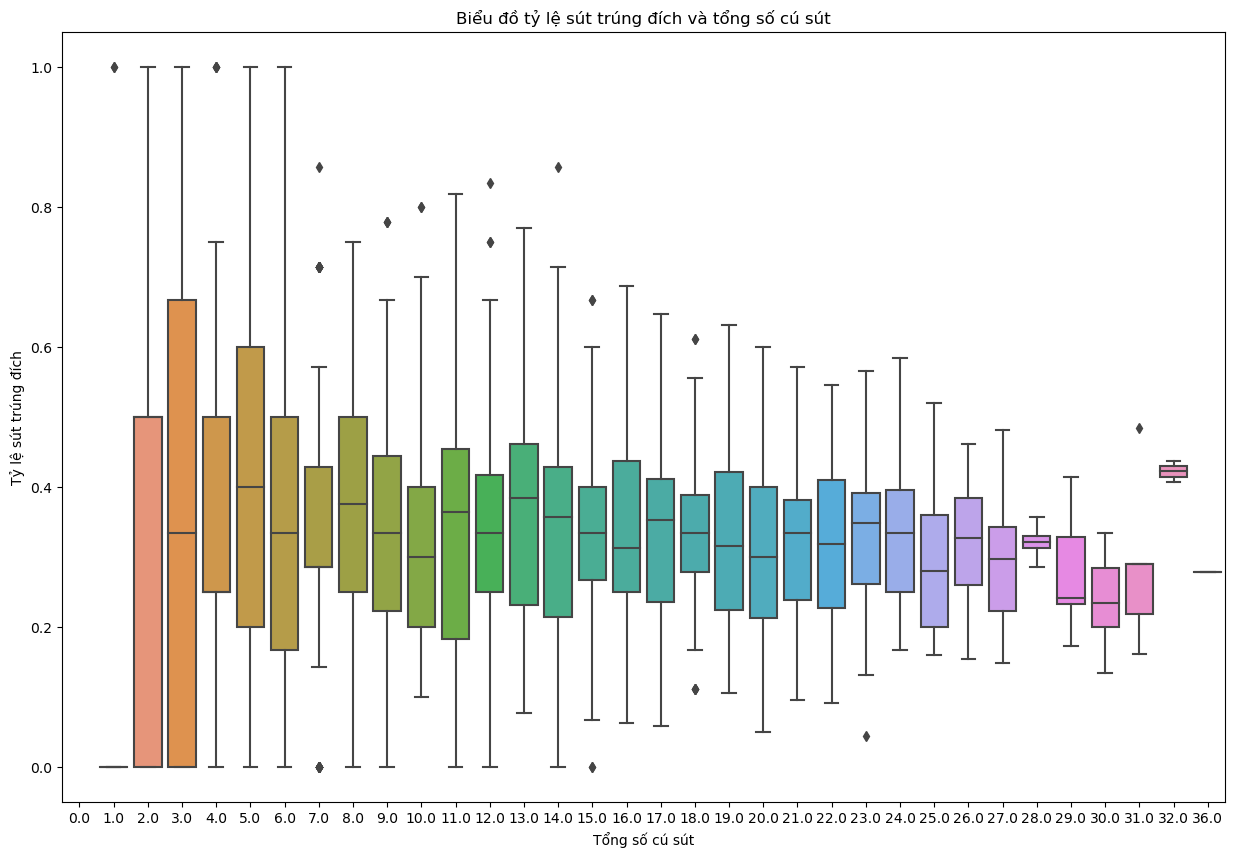 Biểu đồ tỷ lệ sút trúng đích và tổng số cú sút
Tỷ lệ sút trúng đích
1.0
0.8
0.6
0.4
0.2
0.0
0.0 1.0 2.0 3.0 4.0 5.0 6.0 7.0 8.0 9.0 10.0 11.0 12.0 13.0 14.0 15.0 16.0 17.0 18.0 19.0 20.0 21.0 22.0 23.0 24.0 25.0 26.0 27.0 28.0 29.0 30.0 31.0 32.0 36.0
Tổng số cú sút